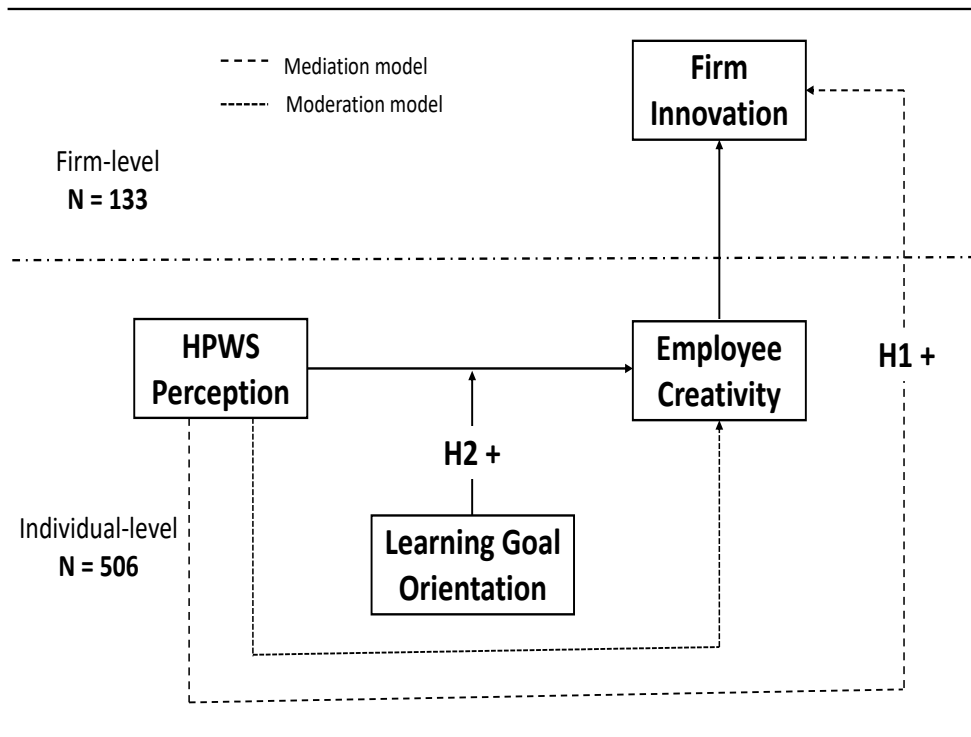 Mediation model
Moderation model
Firm
Innovation
Firm-level
N = 133
HPWS
Perception
Employee
Creativity
H1 +
H2 +
Individual-level
N = 506
Learning Goal
Orientation